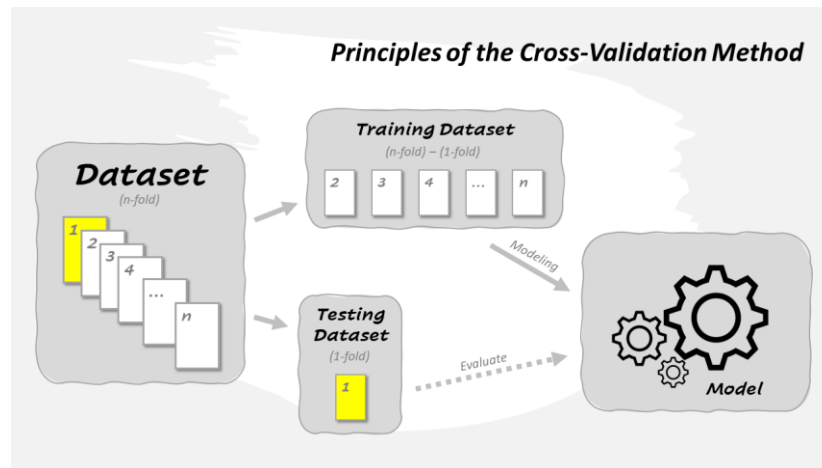 Principles of the Cross-Validation Method
Dataset
(n-fold)
1
2
3
4
...
n
Training Dataset
(n-fold) – (1-fold)
2 3 4 ... n
Modeling
Testing
Dataset
(1-fold)
1
Evaluate
Model